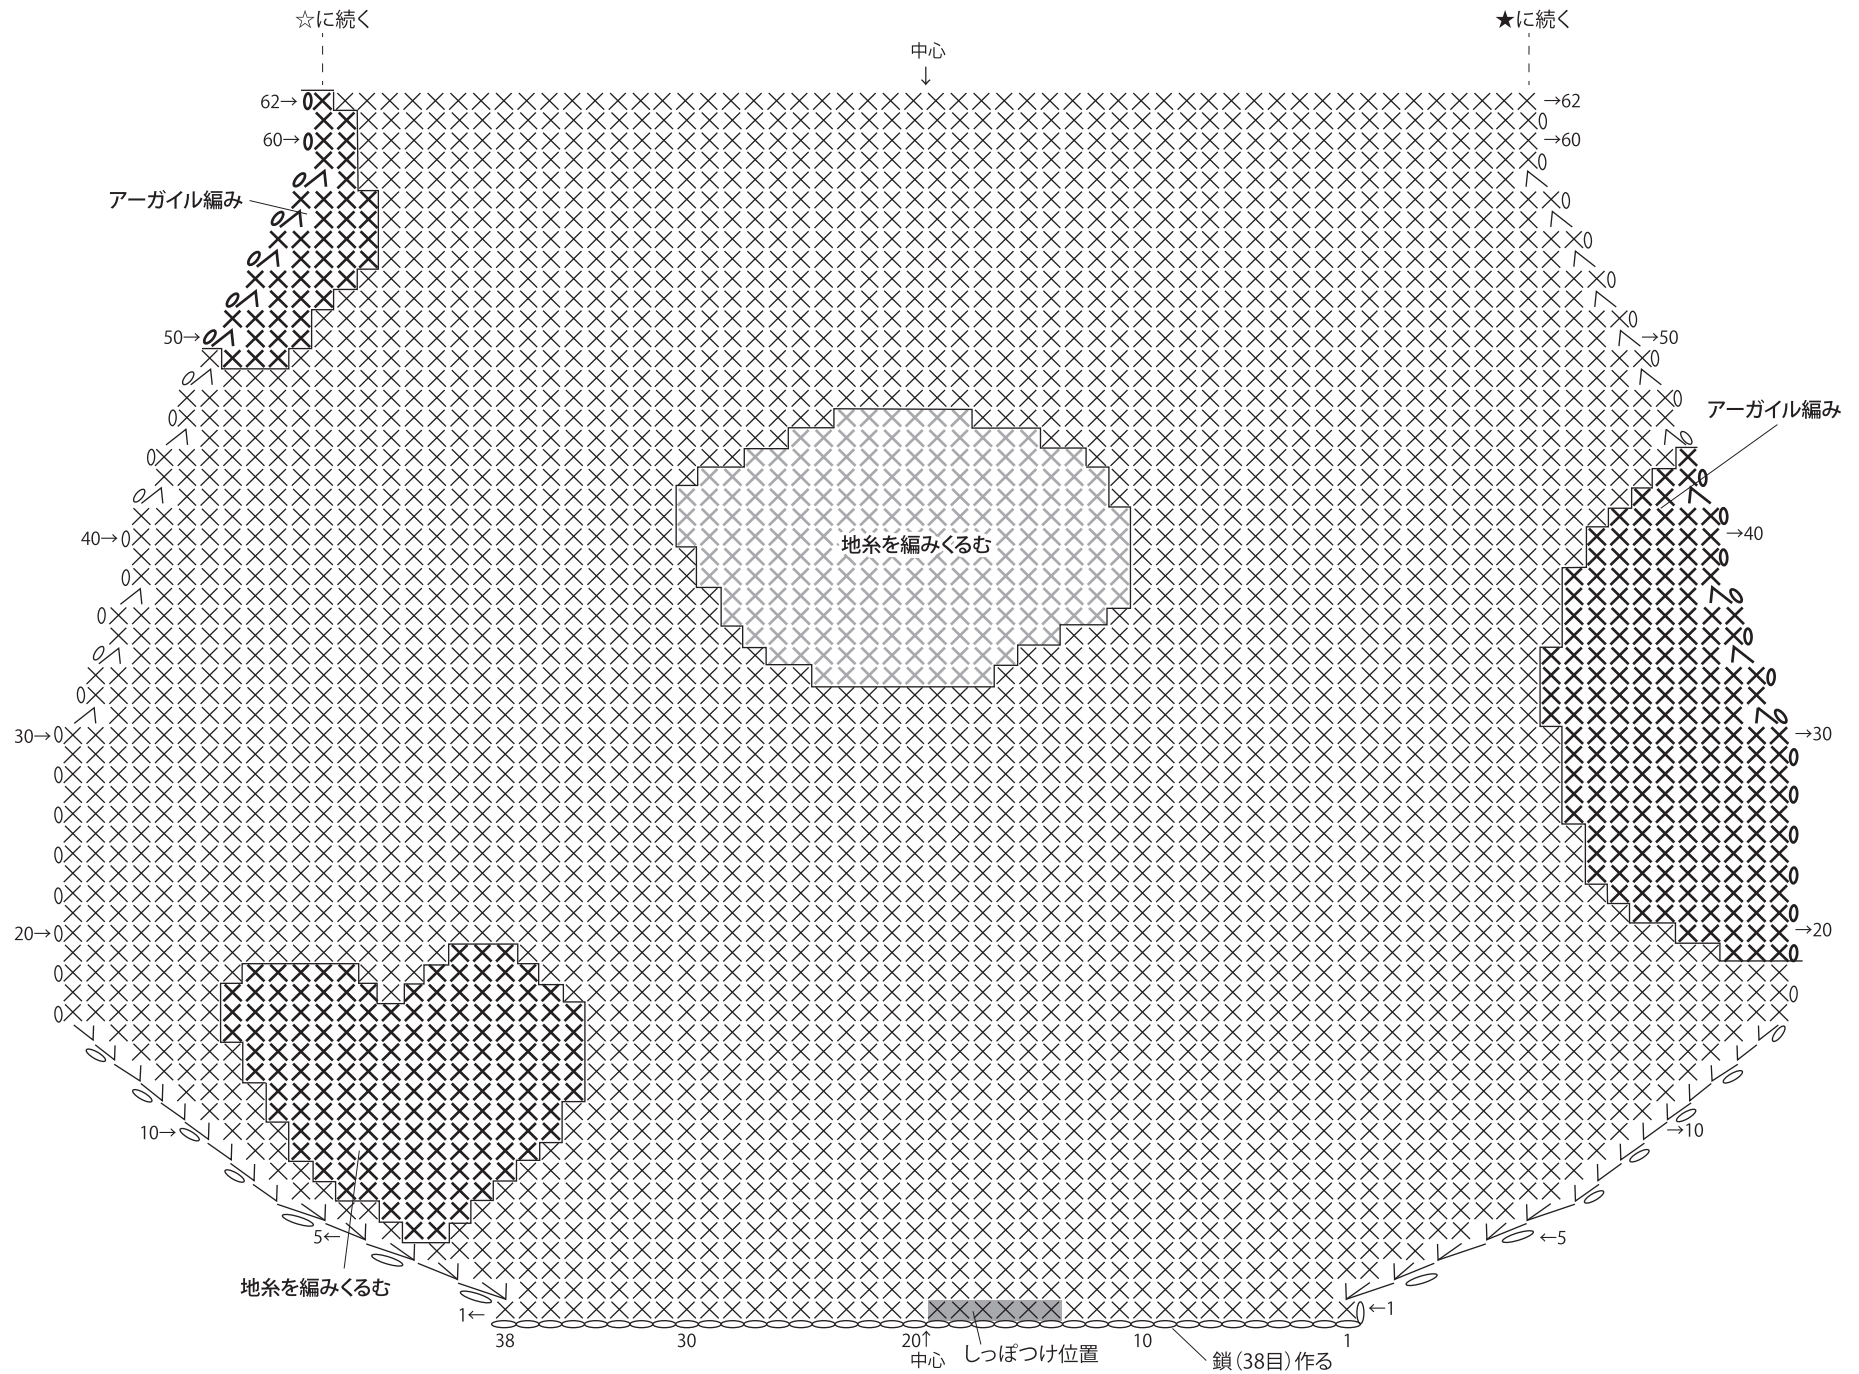 ☆に続く
★に続く
中心
↓
62→
→62
60→
→60
アーガイル編み
50→
→50
アーガイル編み
地糸を編みくるむ
40→
→40
30→
→30
20→
→20
10→
→10
5←
←5
地糸を編みくるむ
1←
←1
38
30
20↑
10
1
中心
しっぽつけ位置
鎖（38目）作る